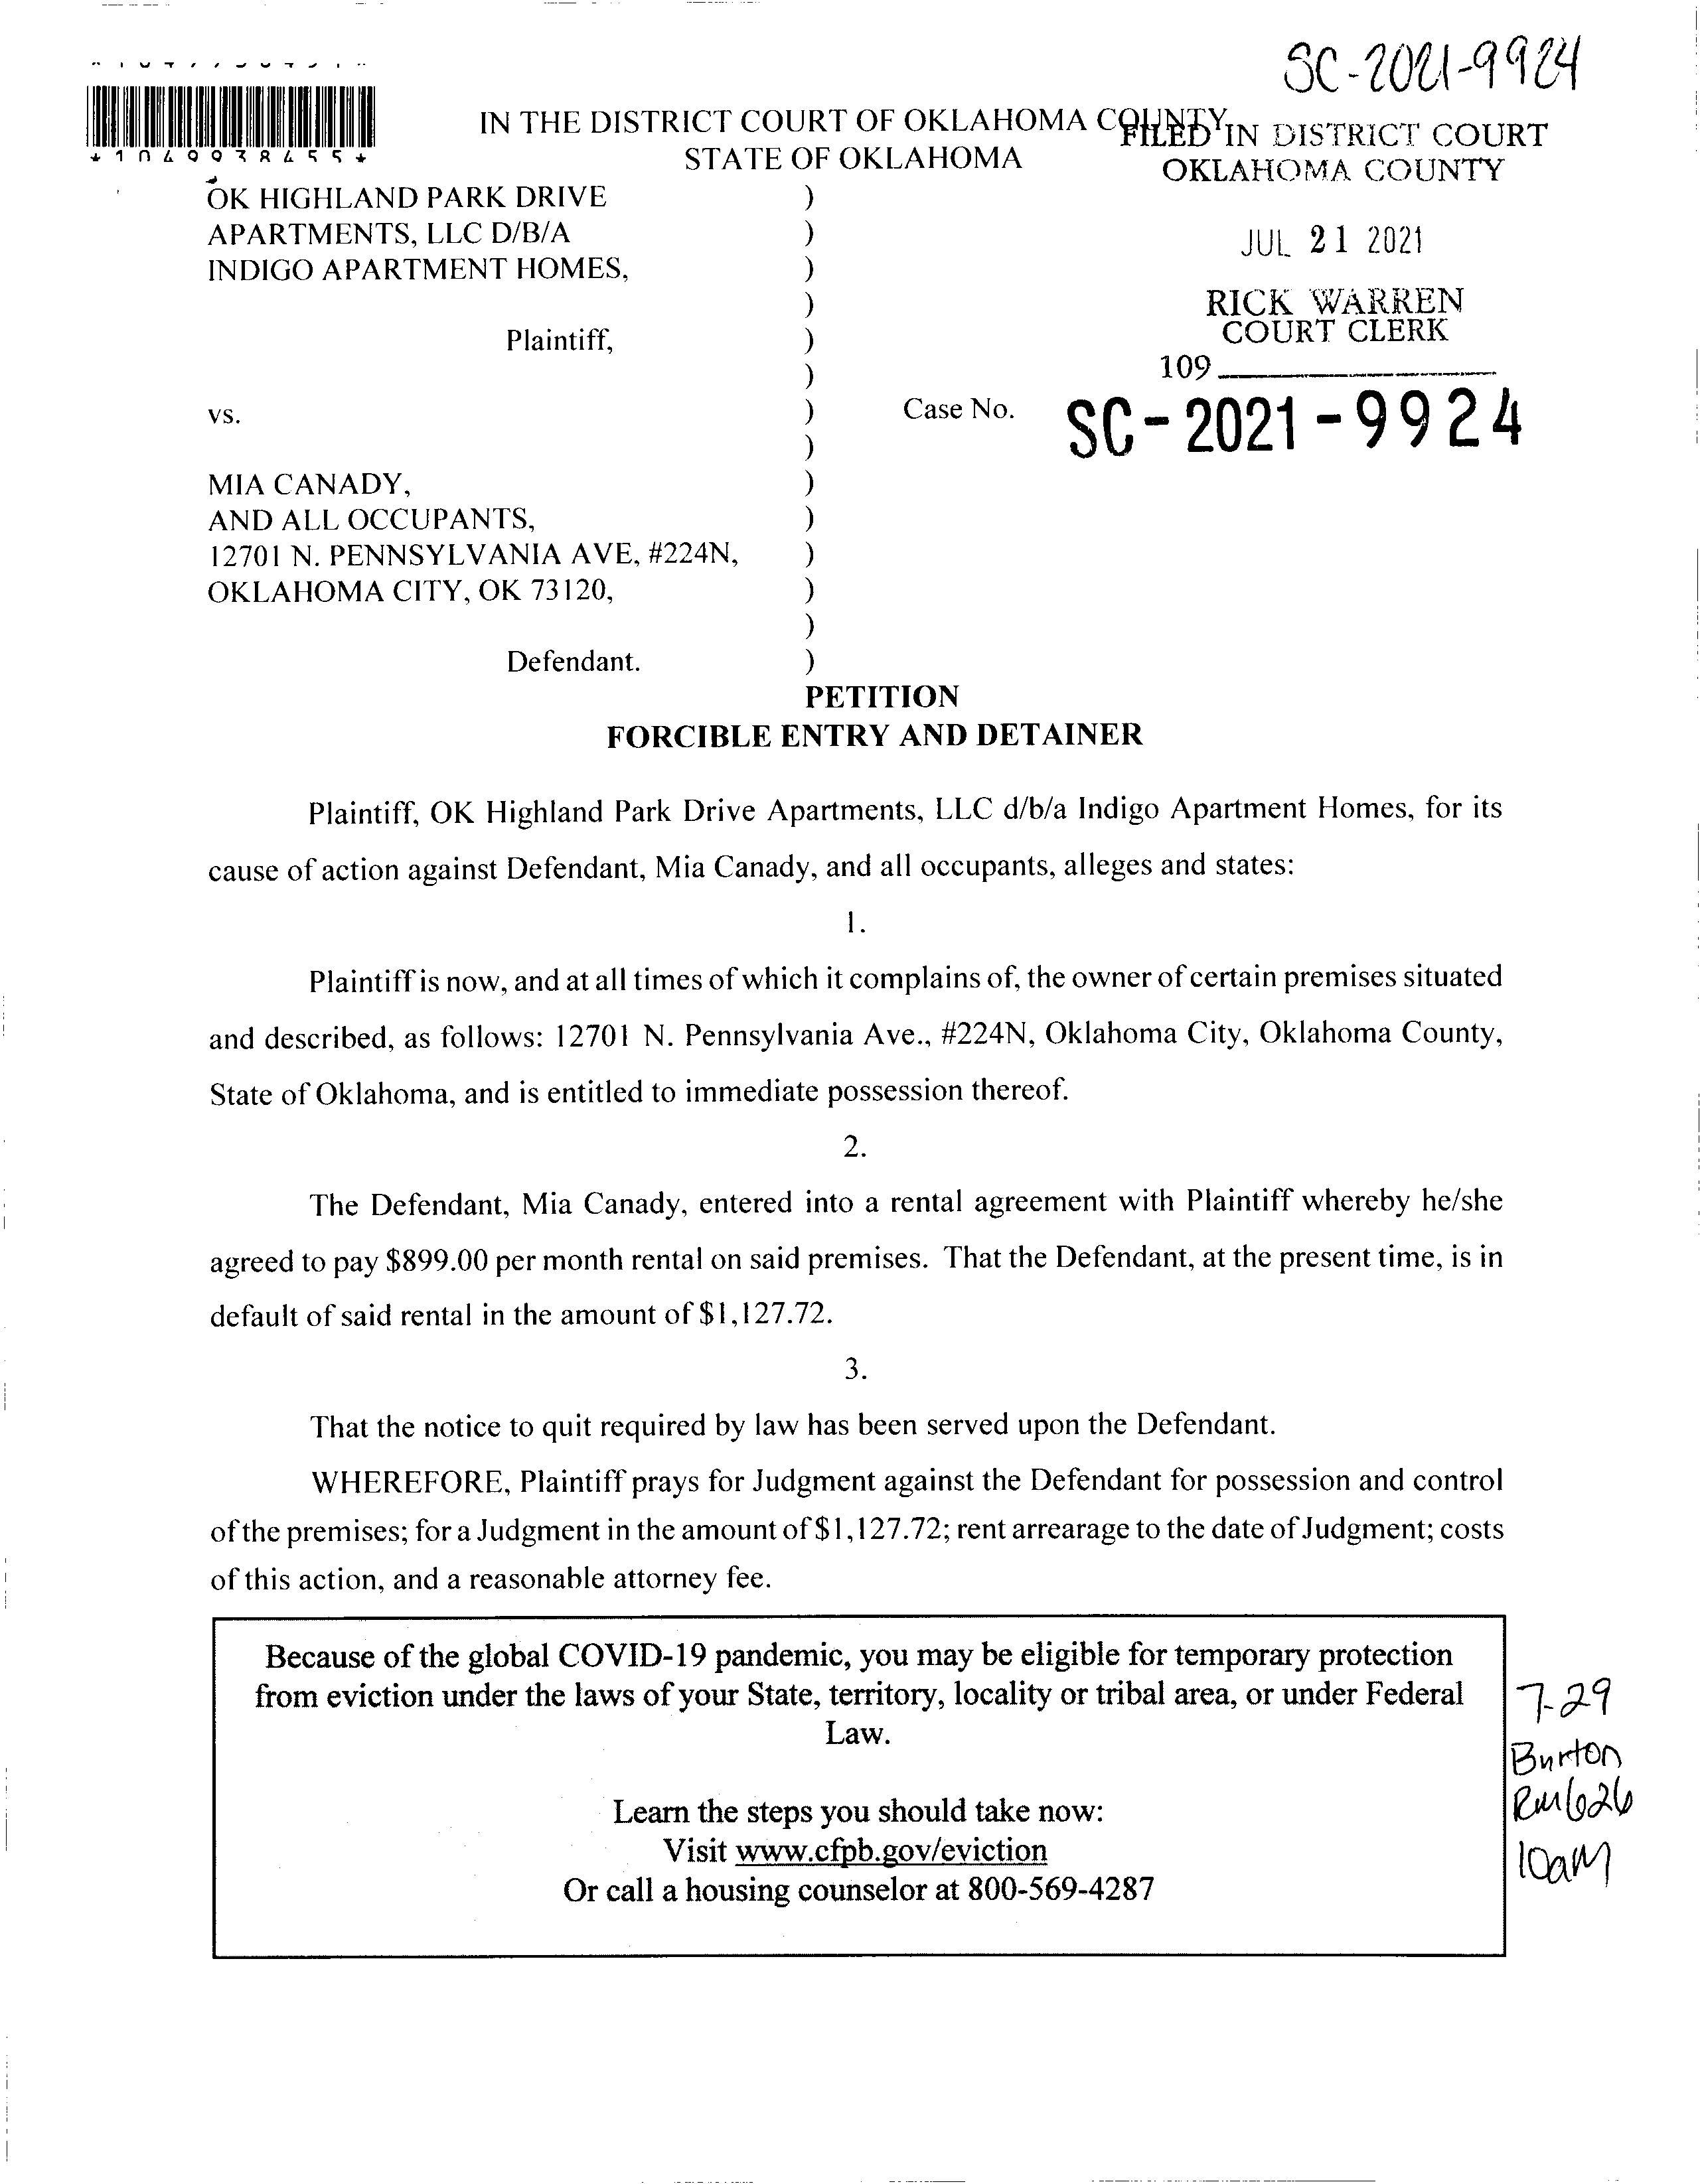 SC-2021-9924
*1049938455*
IN THE DISTRICT COURT OF OKLAHOMA COUNTY
STATE OF OKLAHOMA
FILED IN DISTRICT COURT
OKLAHOMA COUNTY
JUL 21 2021
RICK WARREN
COURT CLERK
109
OK HIGHLAND PARK DRIVE )
APARTMENTS, LLC D/B/A )
INDIGO APARTMENT HOMES, )
)
Plaintiff, )
)
vs. ) Case No. SC-2021-9924
)
MIA CANADY, )
AND ALL OCCUPANTS, )
12701 N. PENNSYLVANIA AVE, #224N, )
OKLAHOMA CITY, OK 73120, )
)
Defendant. )
PETITION
FORCIBLE ENTRY AND DETAINER
Plaintiff, OK Highland Park Drive Apartments, LLC d/b/a Indigo Apartment Homes, for its
cause of action against Defendant, Mia Canady, and all occupants, alleges and states:
1.
Plaintiff is now, and at all times of which it complains of, the owner of certain premises situated
and described, as follows: 12701 N. Pennsylvania Ave., #224N, Oklahoma City, Oklahoma County,
State of Oklahoma, and is entitled to immediate possession thereof.
2.
The Defendant, Mia Canady, entered into a rental agreement with Plaintiff whereby he/she
agreed to pay $899.00 per month rental on said premises. That the Defendant, at the present time, is in
default of said rental in the amount of $1,127.72.
3.
That the notice to quit required by law has been served upon the Defendant.
WHEREFORE, Plaintiff prays for Judgment against the Defendant for possession and control
of the premises; for a Judgment in the amount of $1,127.72; rent arrearage to the date of Judgment; costs
of this action, and a reasonable attorney fee.
Because of the global COVID-19 pandemic, you may be eligible for temporary protection
from eviction under the laws of your State, territory, locality or tribal area, or under Federal
Law.
Learn the steps you should take now:
Visit www.cfpb.gov/eviction
Or call a housing counselor at 800-569-4287
7-29
Burton
Rm 626
10am